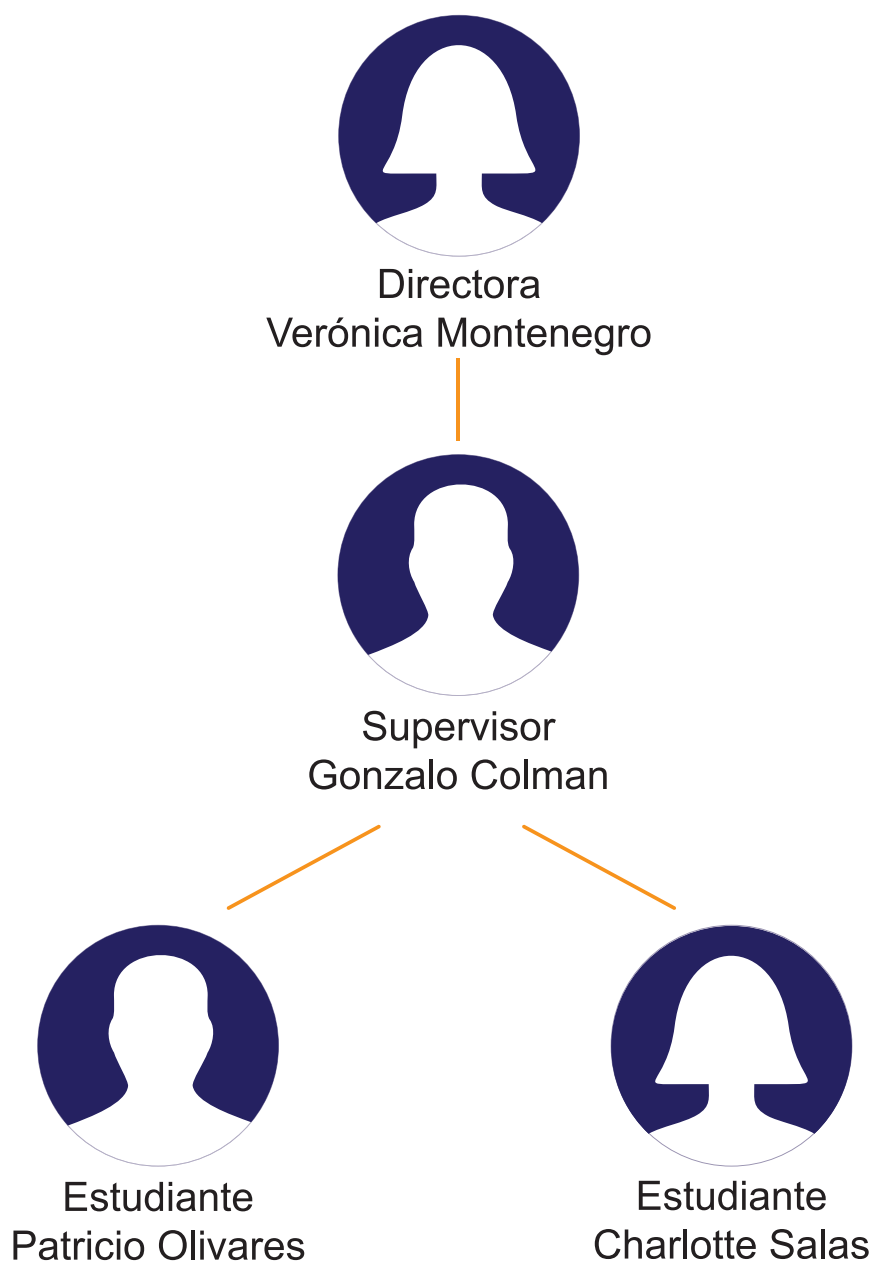 Directora
Verónica Montenegro
Supervisor
Gonzalo Colman
Estudiante
Patricio Olivares
Estudiante
Charlotte Salas